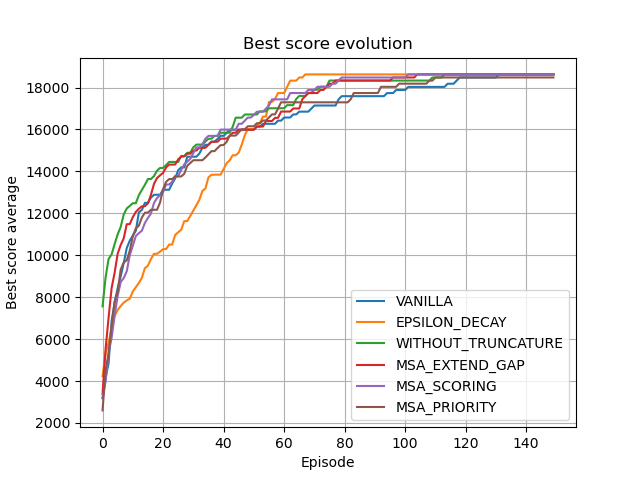 Best score evolution
Best score average
18000
16000
14000
12000
10000
8000
6000
4000
2000
VANILLA
EPSILON_DECAY
WITHOUT_TRUNCATURE
MSA_EXTEND_GAP
MSA_SCORING
MSA_PRIORITY
0 20 40 60 80 100 120 140
Episode